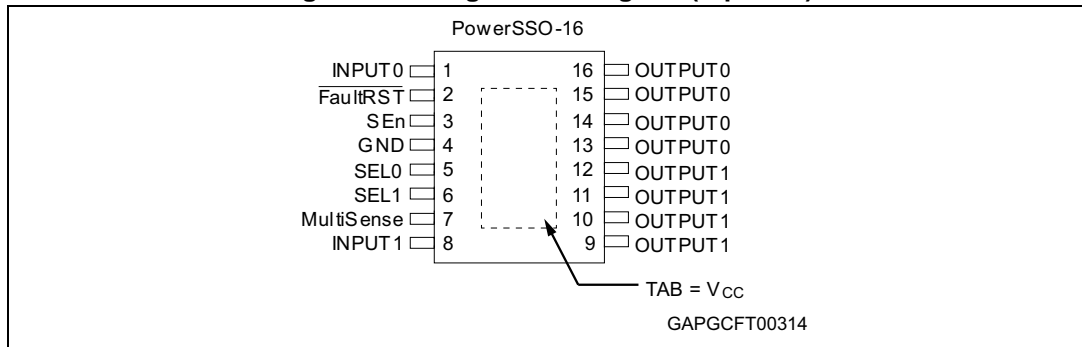 PowerSSO-16
INPUT0 1 16 OUTPUT0
FaultRST 2 15 OUTPUT0
SEn 3 14 OUTPUT0
GND 4 13 OUTPUT0
SEL0 5 12 OUTPUT1
SEL1 6 11 OUTPUT1
MultiSense 7 10 OUTPUT1
INPUT1 8 9 OUTPUT1
TAB = VCC
GAPGCFT00314